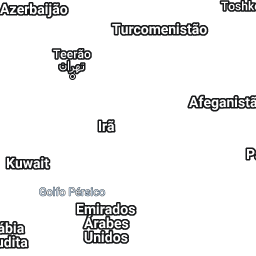 Azerbaijão
Toshk
Turcomenistão
Teerão
تهران
Afeganistã
Irã
P
Kuwait
Golfo Pérsico
Emirados
Árabes
Unidos
ábia
udita